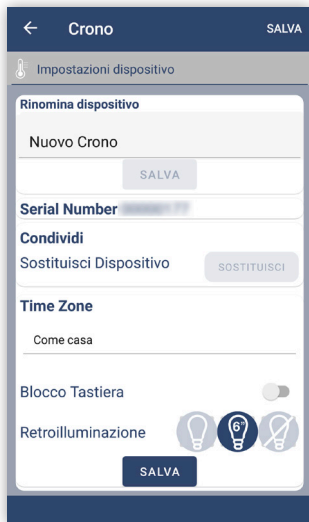 Crono
SALVA
Impostazioni dispositivo
Rinomina dispositivo
Nuovo Crono
SALVA
Serial Number
Condividi
Sostituisci Dispositivo
SOSTITUISCI
Time Zone
Come casa
Blocco Tastiera
Retroilluminazione
6"
SALVA